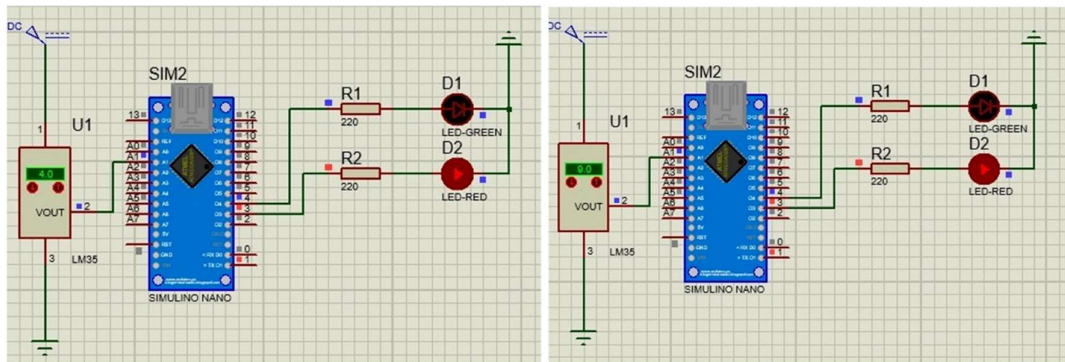 DC
SIM2
13
12
11
10
9
8
7
6
5
4
3
2
0
1
A0
A1
A2
A3
A4
A5
A6
A7
R1
220
R2
220
D1
LED-GREEN
D2
LED-RED
1
U1
4.0
VOUT
2
3
LM35
SIMULINO NANO
DC
SIM2
13
12
11
10
9
8
7
6
5
4
3
2
0
1
A0
A1
A2
A3
A4
A5
A6
A7
R1
220
R2
220
D1
LED-GREEN
D2
LED-RED
1
U1
9.0
VOUT
2
3
LM35
SIMULINO NANO